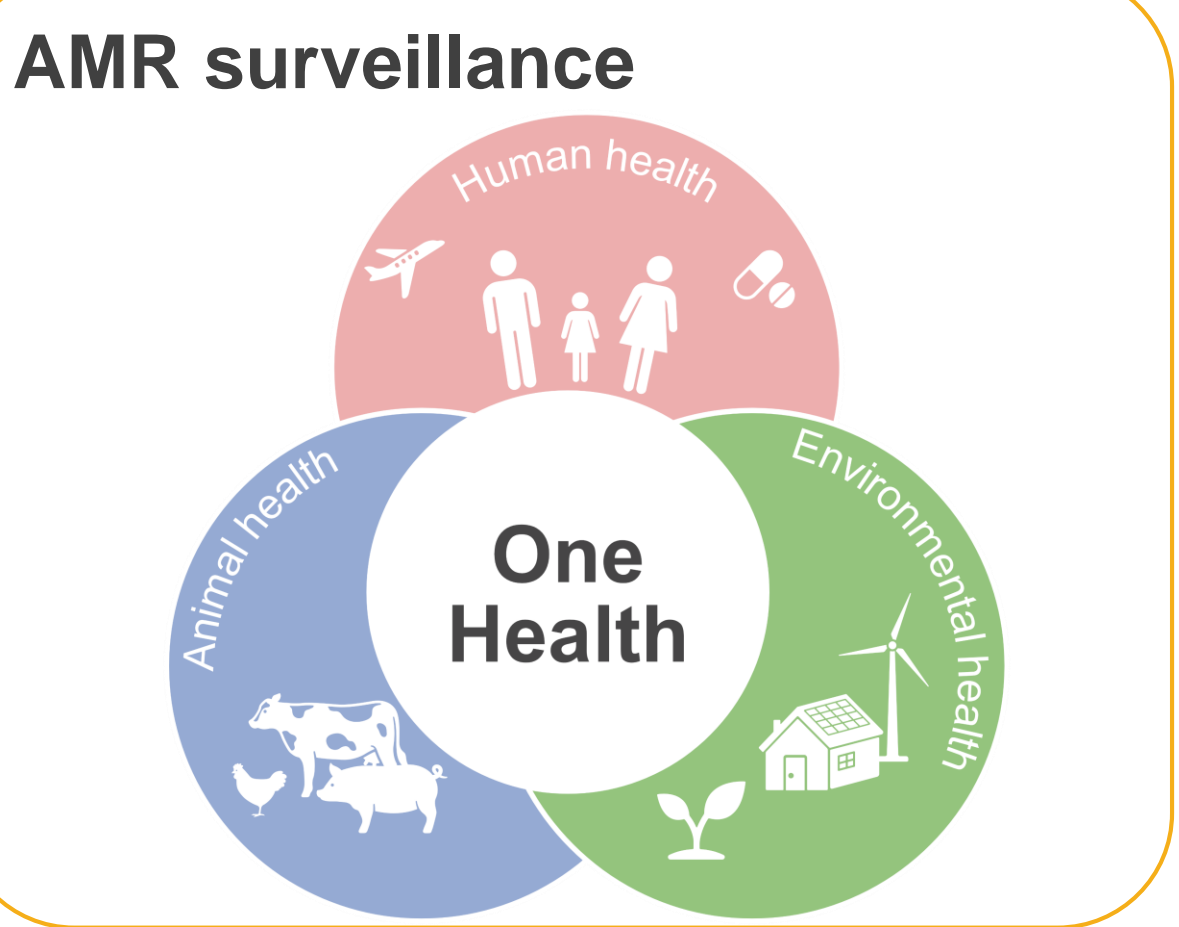 AMR surveillance
Human health
Animal health
Environmental health
One
Health